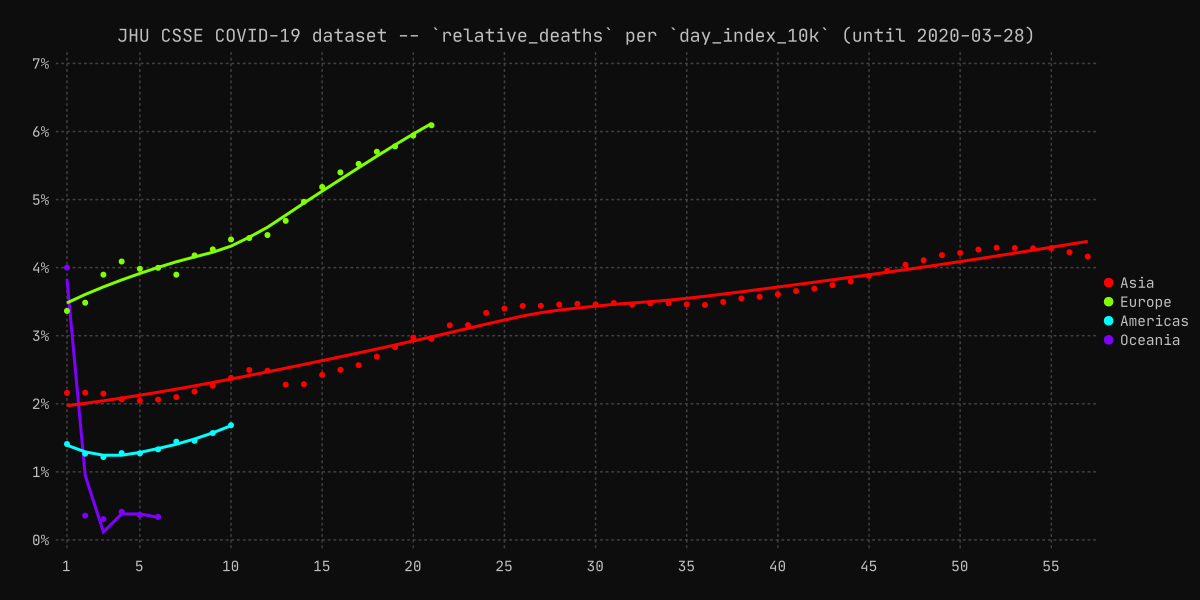 JHU CSSE COVID-19 dataset -- `relative_deaths` per `day_index_10k` (until 2020-03-28)
7%
6%
5%
4%
3%
2%
1%
0%
1 5 10 15 20 25 30 35 40 45 50 55
Asia
Europe
Americas
Oceania